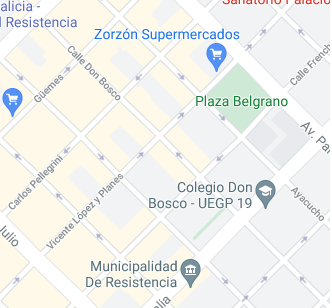 alicia -
l Resistencia
Sanatorio Palacio
Zorzón Supermercados
Calle Don Bosco
Güemes
Calle French
Plaza Belgrano
Av. Pa
Carlos Pellegrini
Vicente López y Planes
Colegio Don
Bosco - UEGP 19
Ayacucho
Julio
Municipalidad
De Resistencia
lia